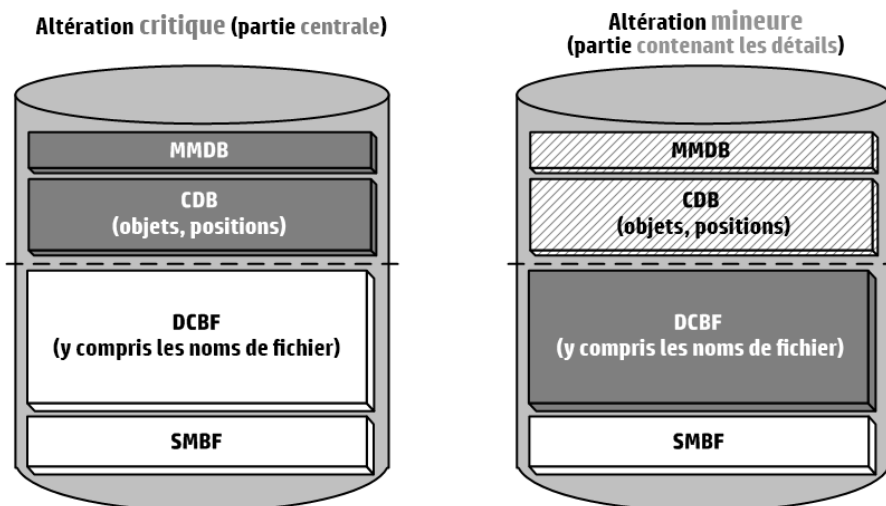 Altération critique (partie centrale)
MMDB
CDB
(objets, positions)
DCBF
(y compris les noms de fichier)
SMBF
Altération mineure
(partie contenant les détails)
MMDB
CDB
(objets, positions)
DCBF
(y compris les noms de fichier)
SMBF